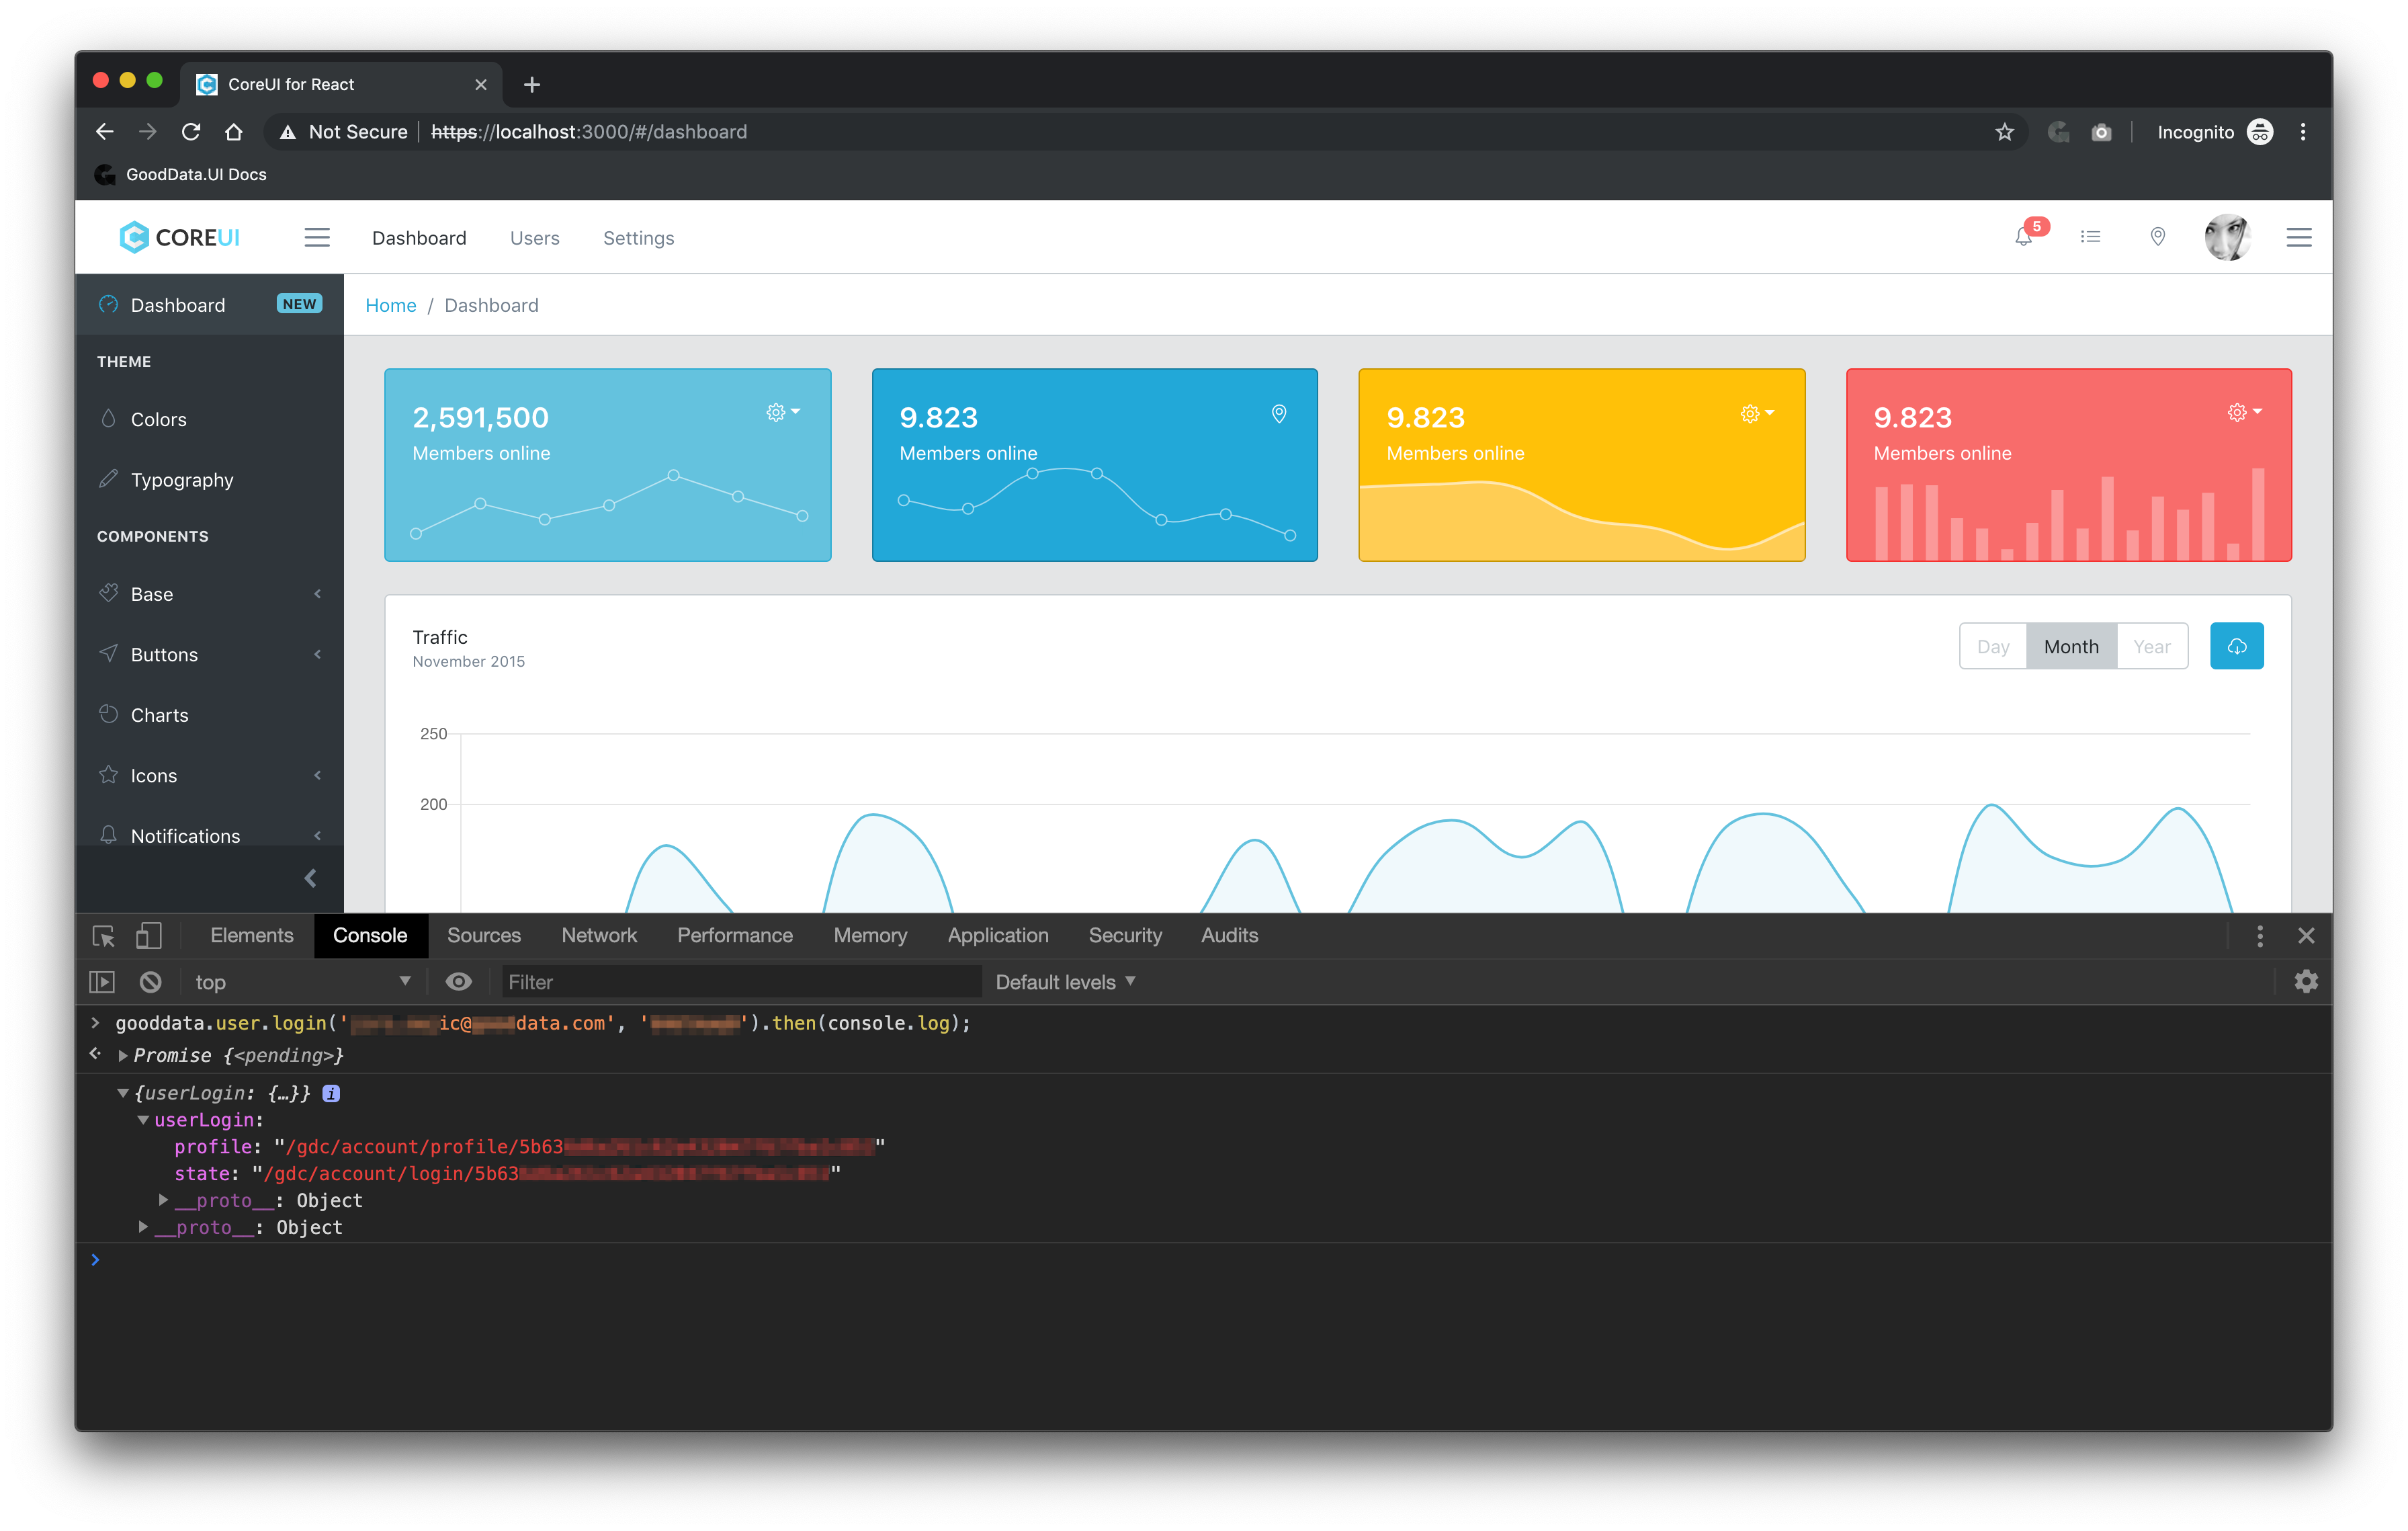 CoreUI for React
Not Secure https://localhost:3000/#/dashboard Incognito
GoodData.UI Docs
COREUI Dashboard Users Settings 5
Dashboard NEW
Home / Dashboard
THEME
Colors
Typography
COMPONENTS
Base
Buttons
Charts
Icons
Notifications
2,591,500
Members online
9.823
Members online
9.823
Members online
9.823
Members online
Traffic
November 2015
Day Month Year
250
200
Elements Console Sources Network Performance Memory Application Security Audits
top Filter Default levels
gooddata.user.login(' ic@ data.com', ' ').then(console.log);
Promise {<pending>}
{userLogin: {…}} i
userLogin:
profile: "/gdc/account/profile/5b63 "
state: "/gdc/account/login/5b63 "
__proto__: Object
__proto__: Object